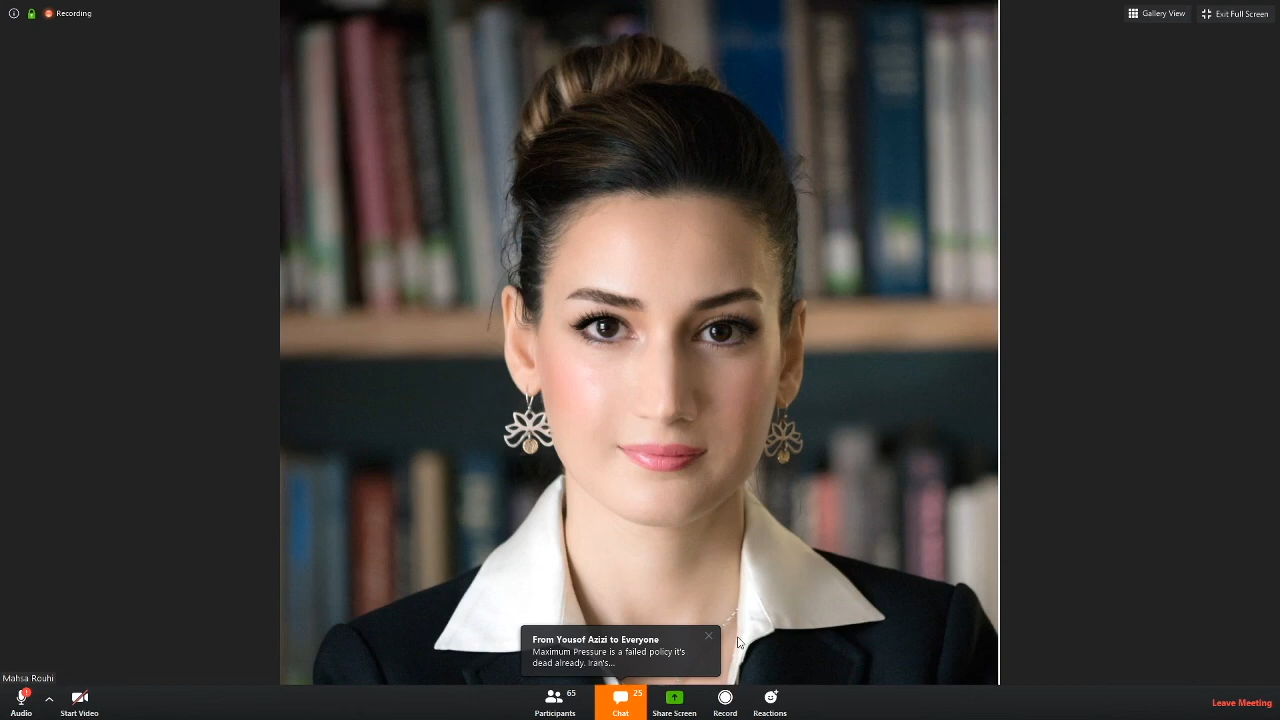 Recording
Gallery View
Exit Full Screen
From Yousof Azizi to Everyone
Maximum Pressure is a failed policy it's
dead already. Iran's...
Mahsa Rouhi
65
25
Audio
Start Video
Participants
Chat
Share Screen
Record
Reactions
Leave Meeting